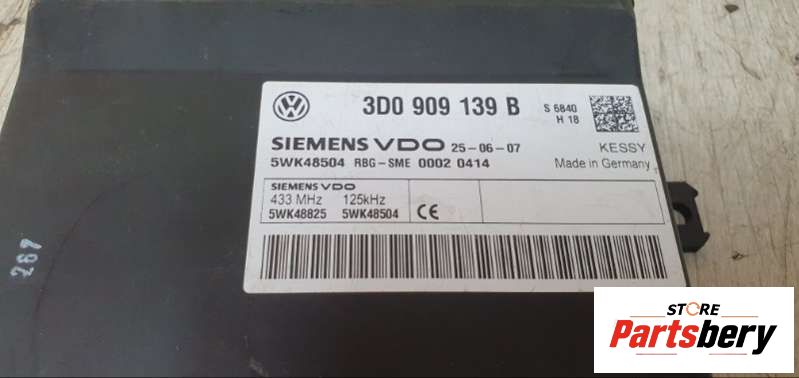 3D0 909 139 B
S 6840
H 18
SIEMENS VDO 25-06-07
KESSY
5WK48504 RBG-SME 0002 0414
Made in Germany
SIEMENS VDO
433 MHz 125kHz
5WK48825 5WK48504
CE
287
STORE
Partsbery